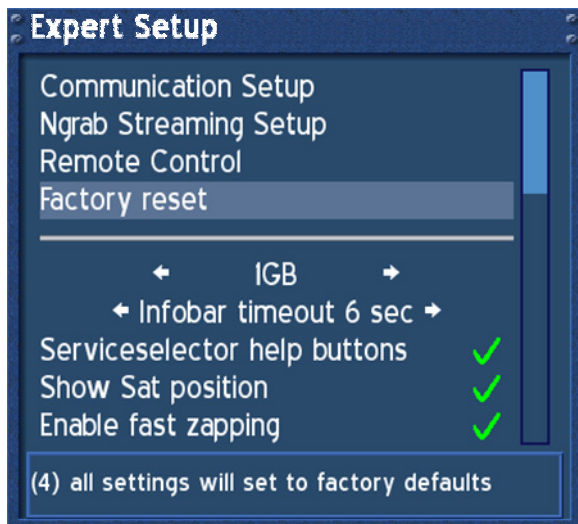 Expert Setup
Communication Setup
Ngrab Streaming Setup
Remote Control
Factory reset
1GB
Infobar timeout 6 sec
Serviceselector help buttons
Show Sat position
Enable fast zapping
(4) all settings will set to factory defaults